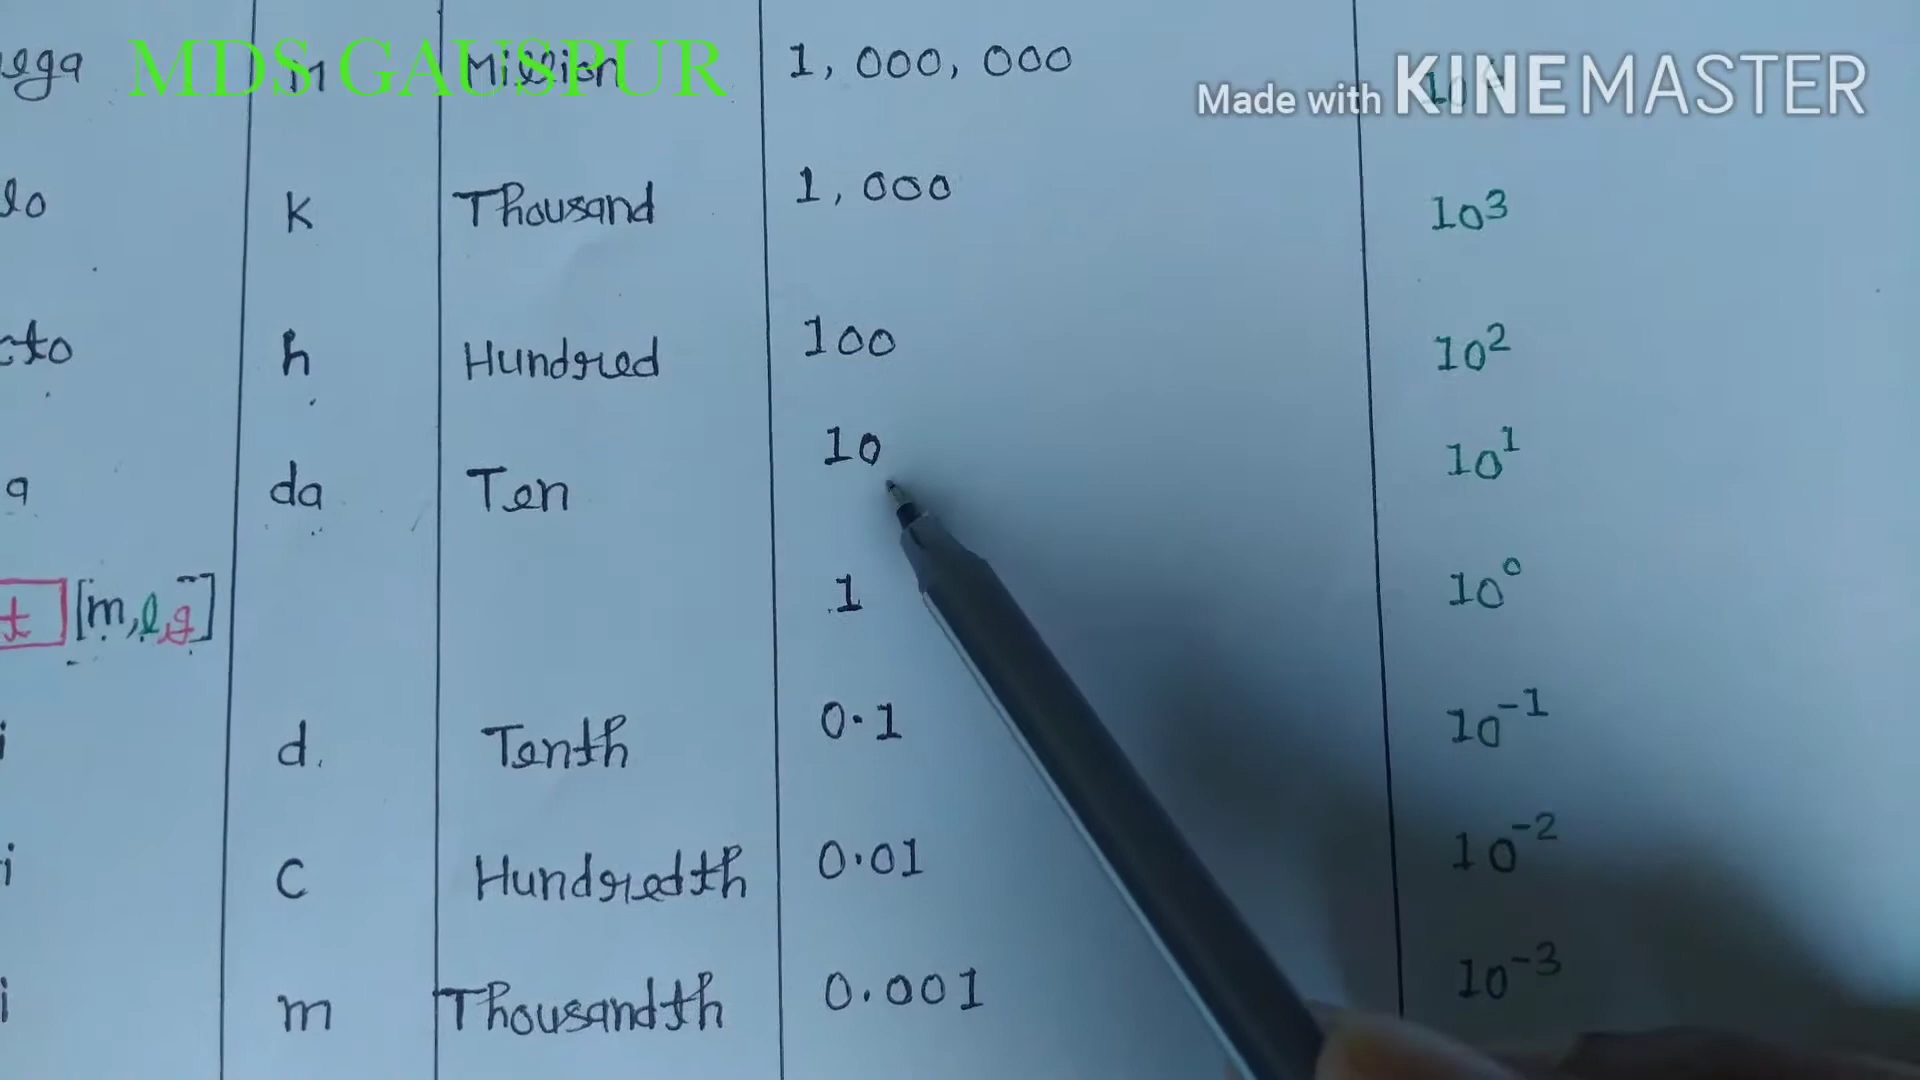 ega M Million 1,000,000
MDS GAUSPUR
Made with KINEMASTER
lo K Thousand 1,000 10³
cto h Hundred 100 10²
a da Ten 10 10¹
t [m,l,g] 1 10⁰
i d. Tenth 0.1 10⁻¹
i C Hundredth 0.01 10⁻²
i m Thousandth 0.001 10⁻³